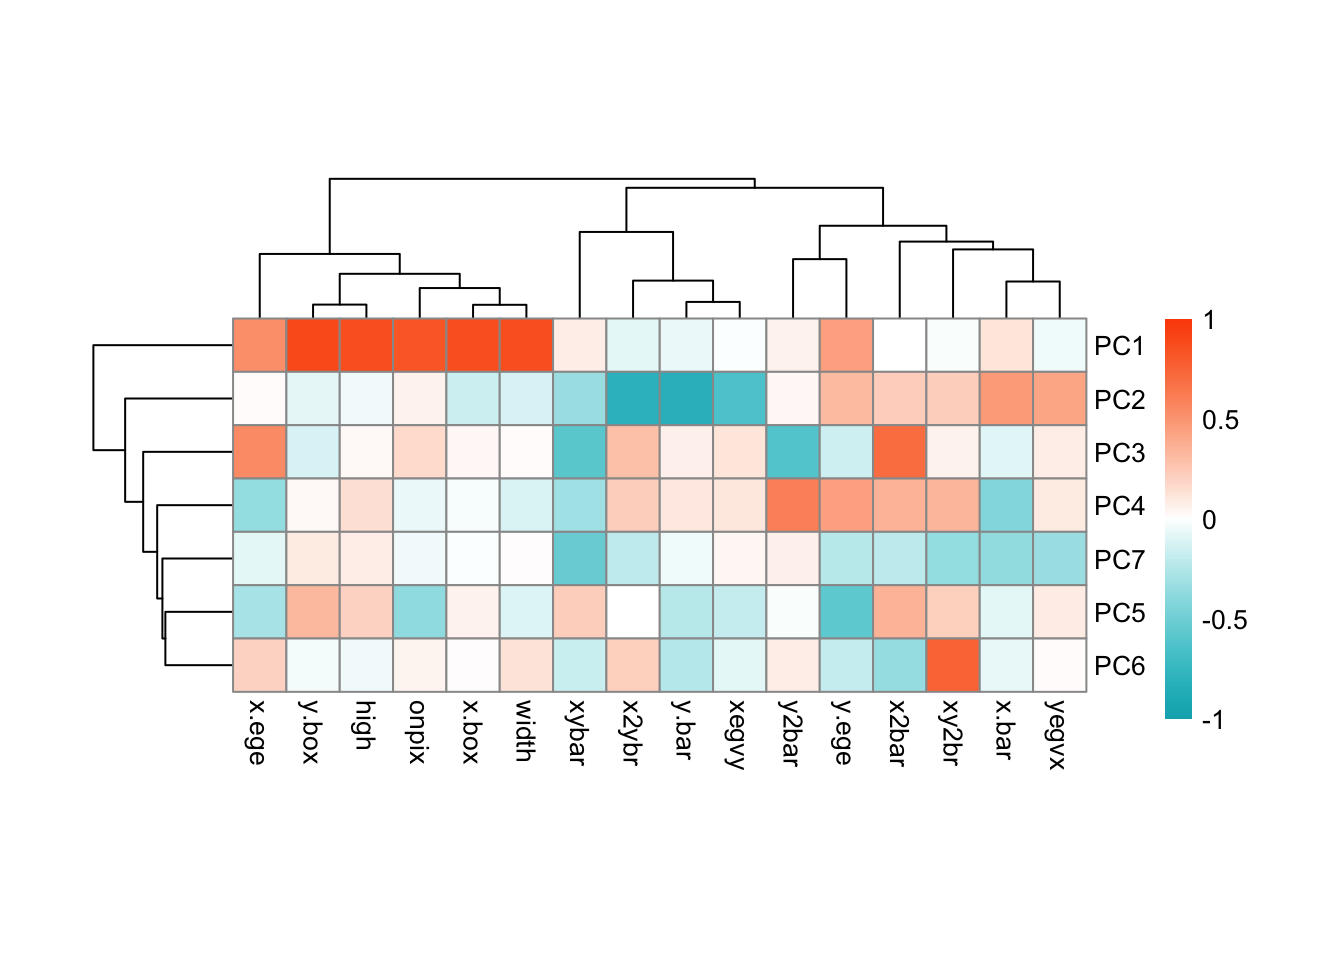 PC1
PC2
PC3
PC4
PC7
PC5
PC6
1
0.5
0
-0.5
-1
x.ege
y.box
high
onpix
x.box
width
xybar
x2ybr
y.bar
xegvy
y2bar
y.ege
x2bar
xy2br
x.bar
yegvx